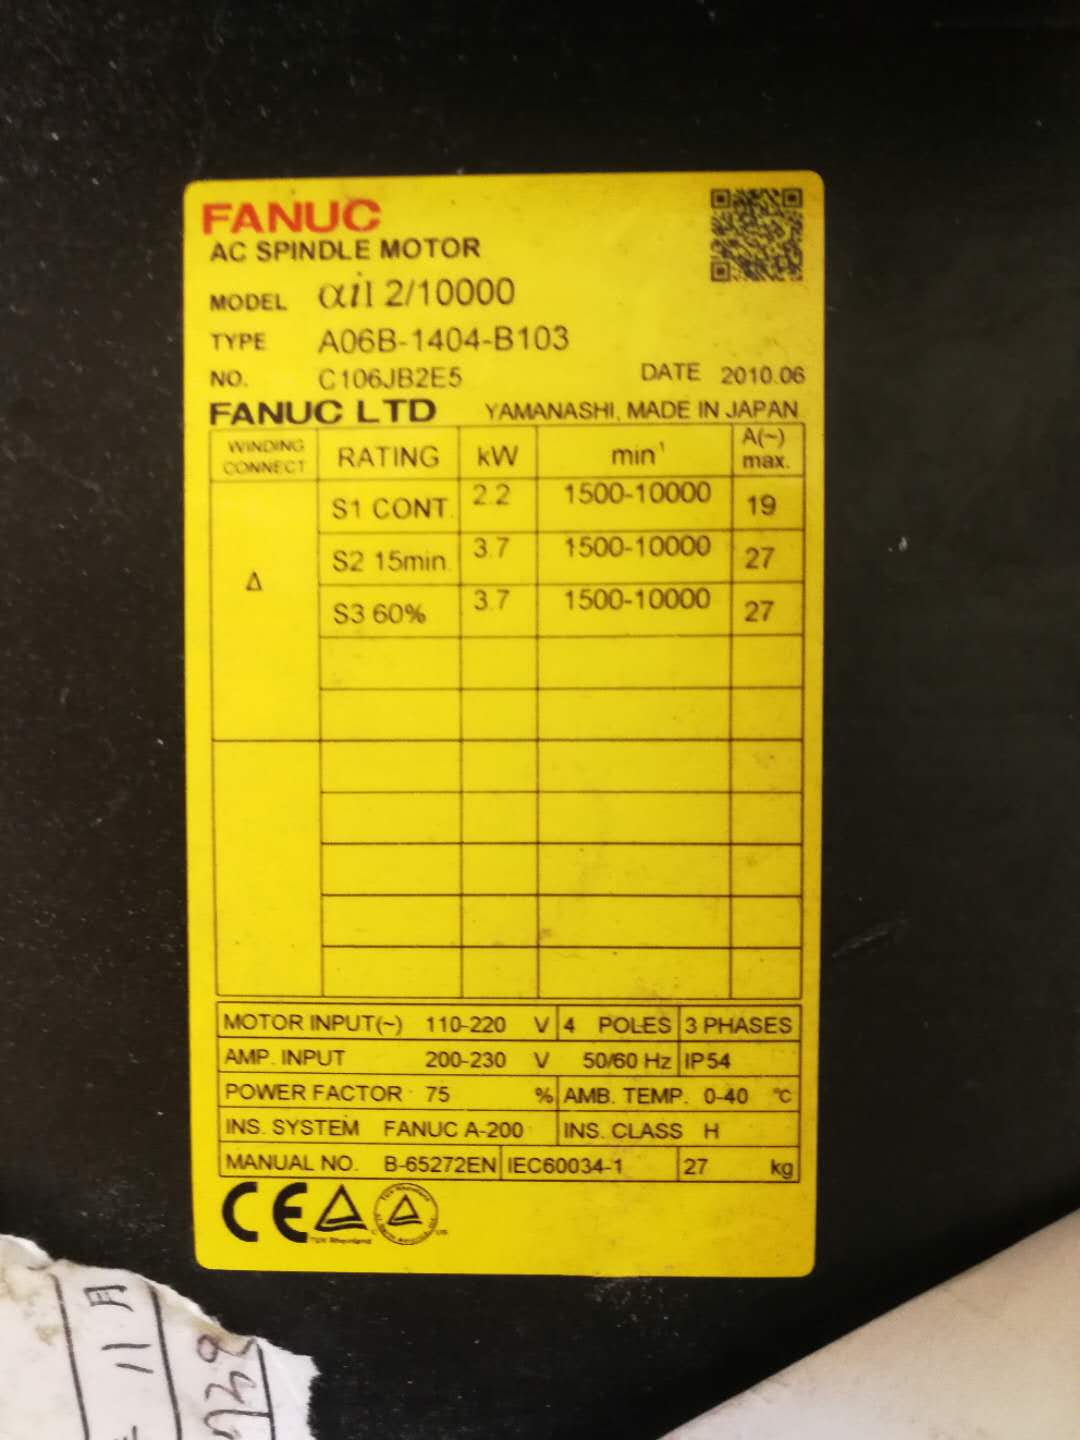 FANUC
AC SPINDLE MOTOR
MODEL αiI 2/10000
TYPE A06B-1404-B103
NO. C106JB2E5 DATE 2010.06
FANUC LTD YAMANASHI, MADE IN JAPAN
WINDING CONNECT RATING kW min¹ A(~) max.
Δ S1 CONT. 2.2 1500-10000 19
S2 15min. 3.7 1500-10000 27
S3 60% 3.7 1500-10000 27
MOTOR INPUT(~) 110-220 V 4 POLES 3 PHASES
AMP. INPUT 200-230 V 50/60 Hz IP54
POWER FACTOR 75 % AMB. TEMP. 0-40 °C
INS. SYSTEM FANUC A-200 INS. CLASS H
MANUAL NO. B-65272EN IEC60034-1 27 kg
CE
TÜV Rheinland
C US
11月